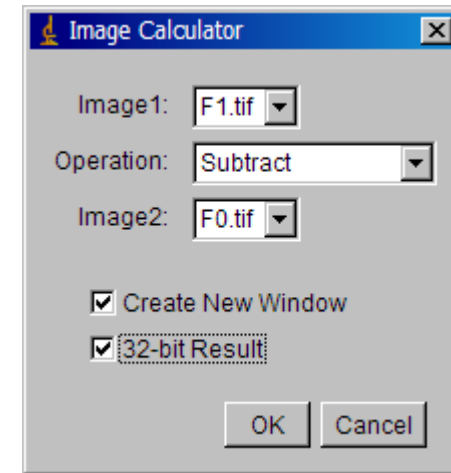 Image Calculator
Image1: F1.tif
Operation: Subtract
Image2: F0.tif
Create New Window
32-bit Result
OK Cancel